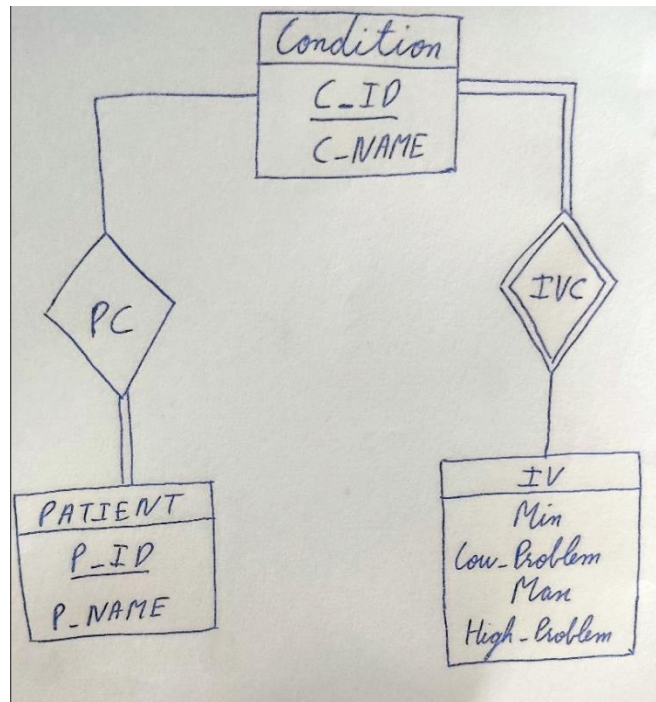 Condition
C_ID
C_NAME
PC
IVC
PATIENT
P_ID
P_NAME
IV
Min
Low_Problem
Max
High_Problem